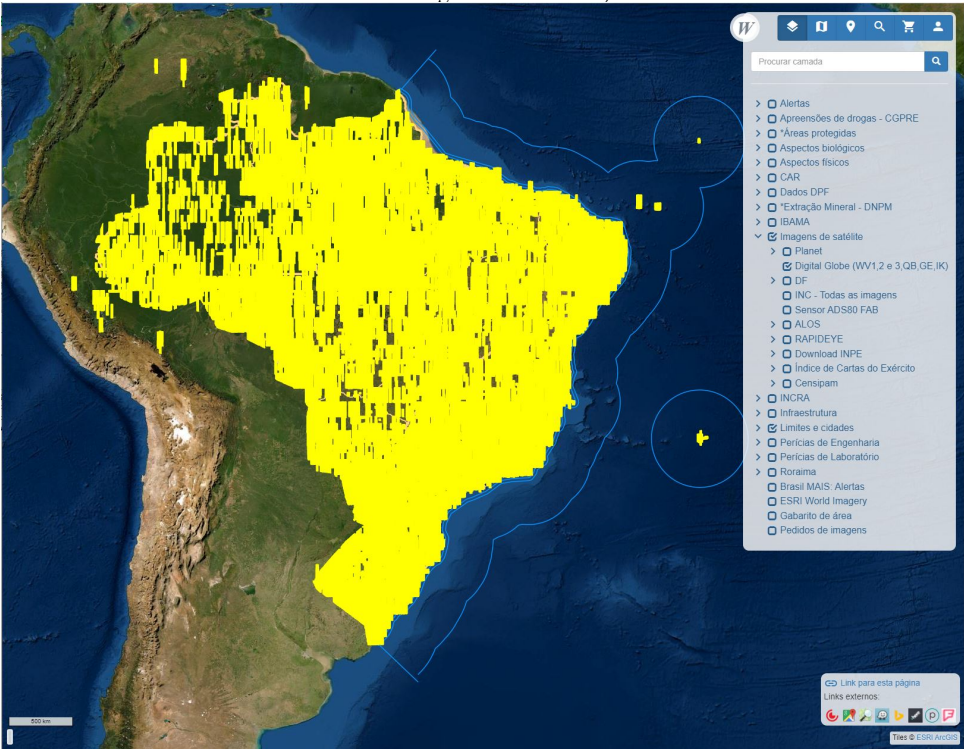 W
Procurar camada
Alertas
Apreensões de drogas - CGPRE
*Áreas protegidas
Aspectos biológicos
Aspectos físicos
CAR
Dados DPF
*Extração Mineral - DNPM
IBAMA
Imagens de satélite
Planet
Digital Globe (WV1,2 e 3,QB,GE,IK)
DF
INC - Todas as imagens
Sensor ADS80 FAB
ALOS
RAPIDEYE
Download INPE
Índice de Cartas do Exército
Censipam
INCRA
Infraestrutura
Limites e cidades
Perícias de Engenharia
Perícias de Laboratório
Roraima
Brasil MAIS: Alertas
ESRI World Imagery
Gabarito de área
Pedidos de imagens
Link para esta página
Links externos:
500 km
Tiles © ESRI ArcGIS